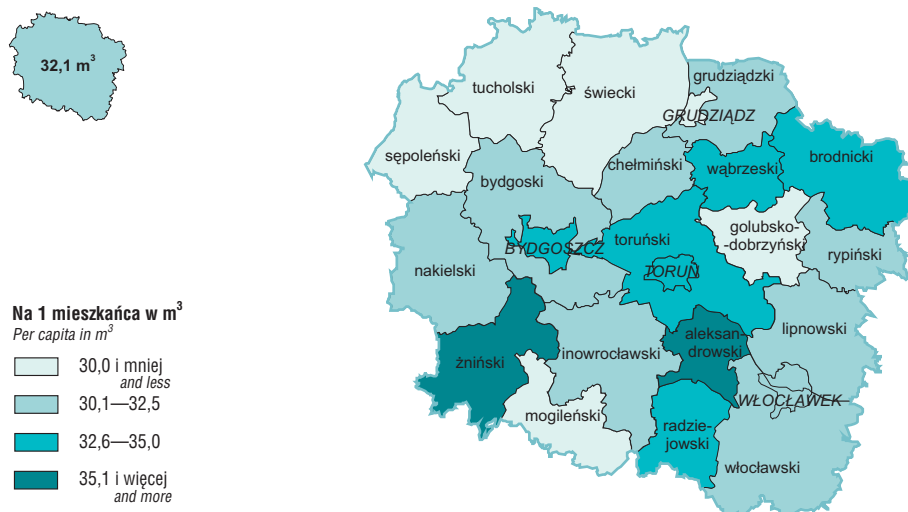 32,1 m³
tucholski
świecki
grudziądzki
GRUDZIĄDZ
sępoleński
chełmiński
wąbrzeski
brodnicki
bydgoski
golubsko-
-dobrzyński
BYDGOSZCZ
toruński
rypiński
nakielski
TORUŃ
lipnowski
aleksan-
drowski
inowrocławski
żniński
WŁOCŁAWEK
mogileński
radzie-
jowski
włocławski
Na 1 mieszkańca w m³
Per capita in m³
30,0 i mniej
and less
30,1—32,5
32,6—35,0
35,1 i więcej
and more